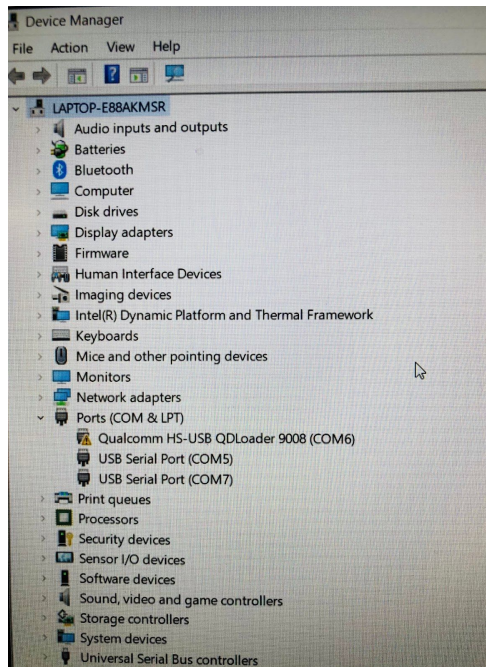 Device Manager
File Action View Help
LAPTOP-E88AKMSR
Audio inputs and outputs
Batteries
Bluetooth
Computer
Disk drives
Display adapters
Firmware
Human Interface Devices
Imaging devices
Intel(R) Dynamic Platform and Thermal Framework
Keyboards
Mice and other pointing devices
Monitors
Network adapters
Ports (COM & LPT)
Qualcomm HS-USB QDLoader 9008 (COM6)
USB Serial Port (COM5)
USB Serial Port (COM7)
Print queues
Processors
Security devices
Sensor I/O devices
Software devices
Sound, video and game controllers
Storage controllers
System devices
Universal Serial Bus controllers